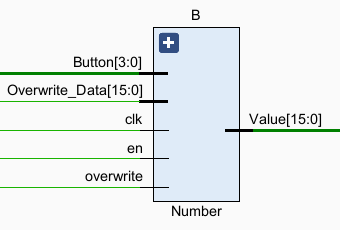 B
Button[3:0]
Overwrite_Data[15:0]
clk
Value[15:0]
en
overwrite
Number